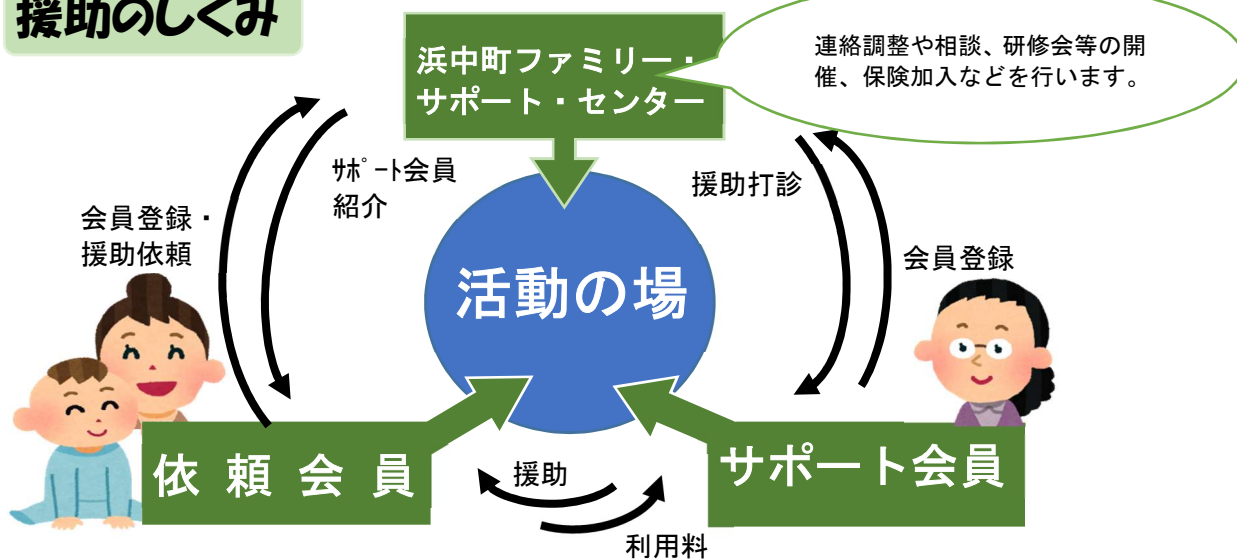 援助のしくみ
浜中町ファミリー・
サポート・センター
連絡調整や相談、研修会等の開
催、保険加入などを行います。
ｻﾎﾟｰﾄ会員
紹介
援助打診
会員登録・
援助依頼
会員登録
活動の場
依頼会員
サポート会員
援助
利用料